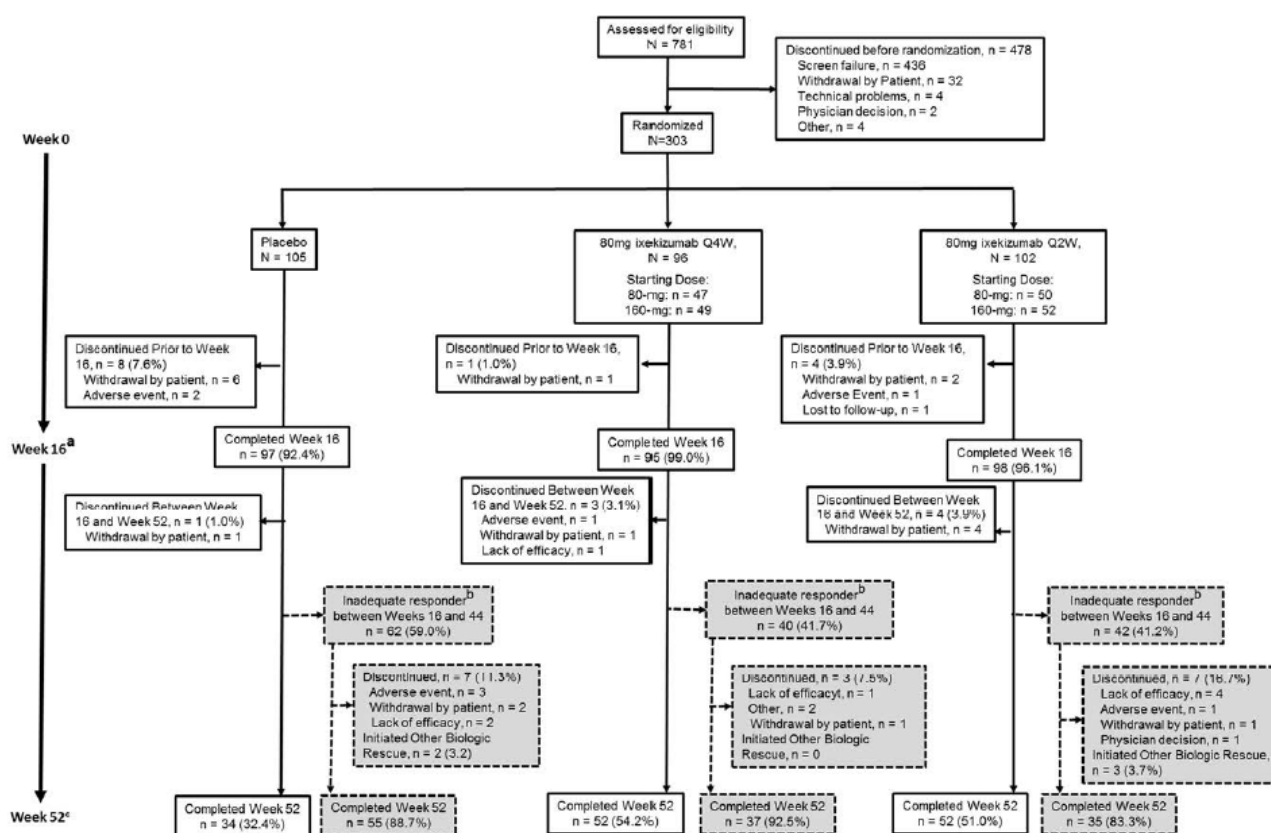 Assessed for eligibility
N = 781
Discontinued before randomization, n = 478
Screen failure, n = 436
Withdrawal by Patient, n = 32
Technical problems, n = 4
Physician decision, n = 2
Other, n = 4
Week 0
Randomized
N=303
Placebo
N = 105
80mg ixekizumab Q4W,
N = 96
Starting Dose:
80-mg: n = 47
160-mg: n = 49
80mg ixekizumab Q2W,
N = 102
Starting Dose:
80-mg: n = 50
160-mg: n = 52
Discontinued Prior to Week
16, n = 8 (7.6%)
Withdrawal by patient, n = 6
Adverse event, n = 2
Discontinued Prior to Week 16,
n = 1 (1.0%)
Withdrawal by patient, n = 1
Discontinued Prior to Week 16,
n = 4 (3.9%)
Withdrawal by patient, n = 2
Adverse Event, n = 1
Lost to follow-up, n = 1
Week 16a
Completed Week 16
n = 97 (92.4%)
Completed Week 16
n = 95 (99.0%)
Completed Week 16
n = 98 (96.1%)
Discontinued Between Week
16 and Week 52, n = 1 (1.0%)
Withdrawal by patient, n = 1
Discontinued Between Week
16 and Week 52, n = 3 (3.1%)
Adverse event, n = 1
Withdrawal by patient, n = 1
Lack of efficacy, n = 1
Discontinued Between Week
16 and Week 52, n = 4 (3.9%)
Withdrawal by patient, n = 4
Inadequate responderb
between Weeks 16 and 44
n = 62 (59.0%)
Inadequate responderb
between Weeks 16 and 44
n = 40 (41.7%)
Inadequate responderb
between Weeks 16 and 44
n = 42 (41.2%)
Discontinued, n = 7 (11.3%)
Adverse event, n = 3
Withdrawal by patient, n = 2
Lack of efficacy, n = 2
Initiated Other Biologic
Rescue, n = 2 (3.2)
Discontinued, n = 3 (7.5%)
Lack of efficacyt, n = 1
Other, n = 2
Withdrawal by patient, n = 1
Initiated Other Biologic
Rescue, n = 0
Discontinued, n = 7 (16.7%)
Lack of efficacy, n = 4
Adverse event, n = 1
Withdrawal by patient, n = 1
Physician decision, n = 1
Initiated Other Biologic Rescue,
n = 3 (3.7%)
Week 52c
Completed Week 52
n = 34 (32.4%)
Completed Week 52
n = 55 (88.7%)
Completed Week 52
n = 52 (54.2%)
Completed Week 52
n = 37 (92.5%)
Completed Week 52
n = 52 (51.0%)
Completed Week 52
n = 35 (83.3%)